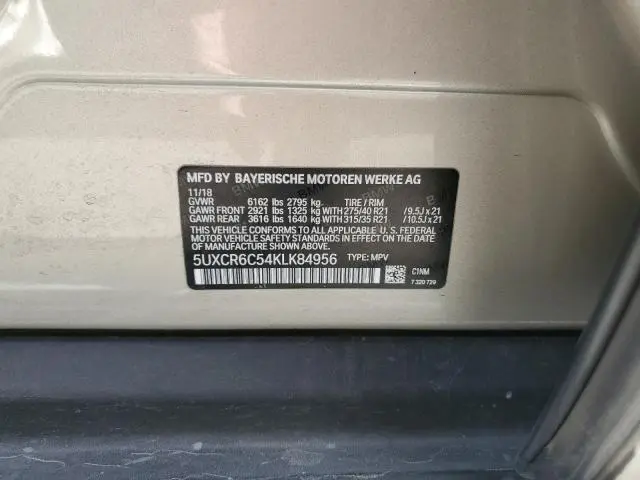 MFD BY BAYERISCHE MOTOREN WERKE AG
11/18
GVWR 6162 lbs 2795 kg TIRE / RIM
GAWR FRONT 2921 lbs 1325 kg WITH 275/40 R21 / 9.5J x 21
GAWR REAR 3616 lbs 1640 kg WITH 315/35 R21 / 10.5J x 21
THIS VEHICLE CONFORMS TO ALL APPLICABLE U.S. FEDERAL
MOTOR VEHICLE SAFETY STANDARDS IN EFFECT ON THE DATE
OF MANUFACTURE SHOWN ABOVE.
5UXCR6C54KLK84956 TYPE: MPV
C1NM
7 320 729